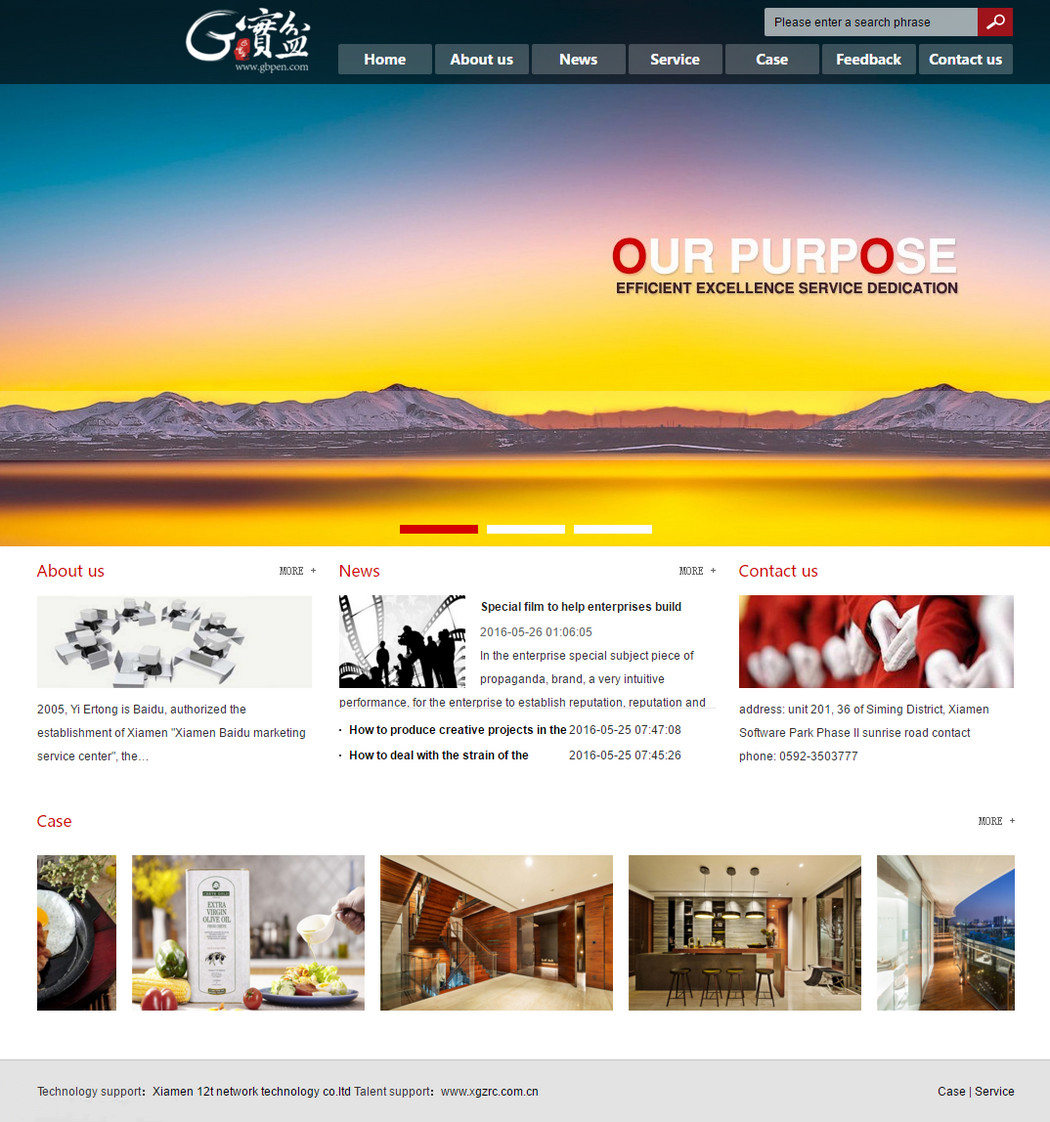 G寶盆
www.gbpen.com
Please enter a search phrase
Home
About us
News
Service
Case
Feedback
Contact us
OUR PURPOSE
EFFICIENT EXCELLENCE SERVICE DEDICATION
About us
MORE +
2005, Yi Ertong is Baidu, authorized the
establishment of Xiamen "Xiamen Baidu marketing
service center", the…
News
MORE +
Special film to help enterprises build
2016-05-26 01:06:05
In the enterprise special subject piece of
propaganda, brand, a very intuitive
performance, for the enterprise to establish reputation, reputation and
· How to produce creative projects in the 2016-05-25 07:47:08
· How to deal with the strain of the 2016-05-25 07:45:26
Contact us
address: unit 201, 36 of Siming District, Xiamen
Software Park Phase II sunrise road contact
phone: 0592-3503777
Case
MORE +
EXTRA
VIRGIN
OLIVE OIL
Technology support： Xiamen 12t network technology co.ltd Talent support： www.xgzrc.com.cn
Case | Service